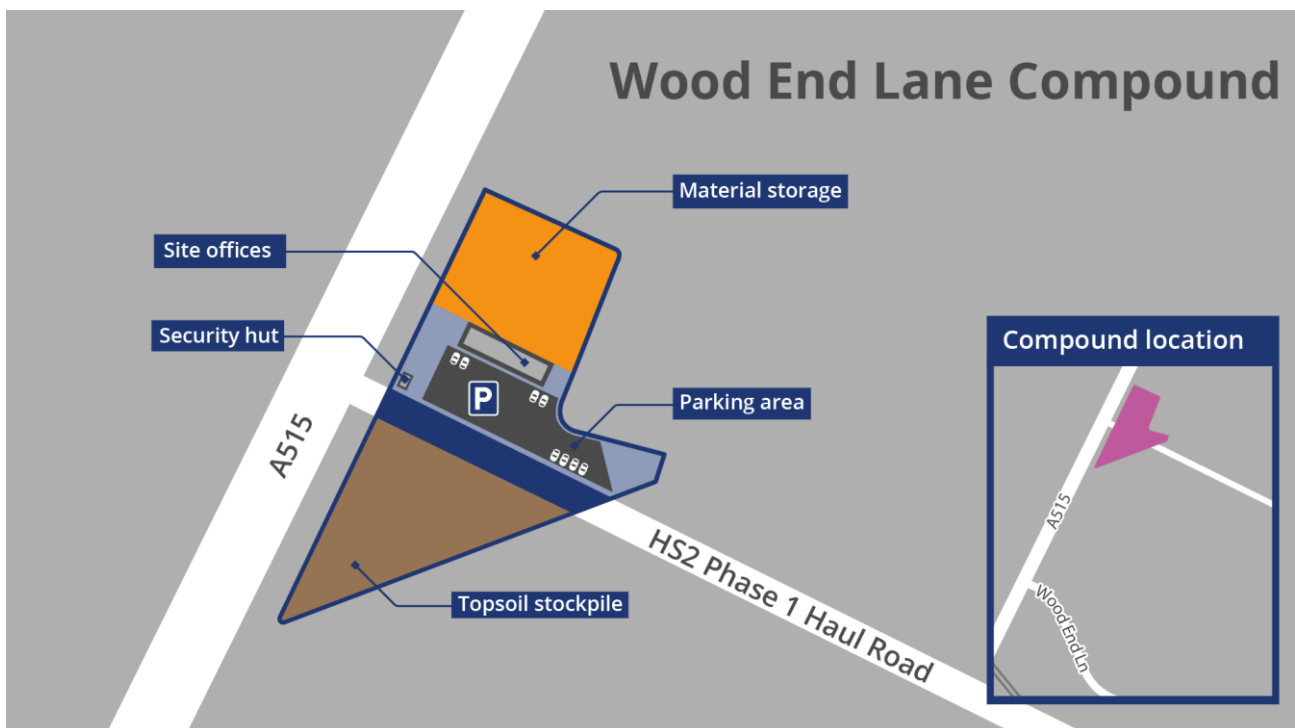 Wood End Lane Compound
Material storage
Site offices
Security hut
P
Parking area
A515
Topsoil stockpile
HS2 Phase 1 Haul Road
Compound location
A515
Wood End Ln